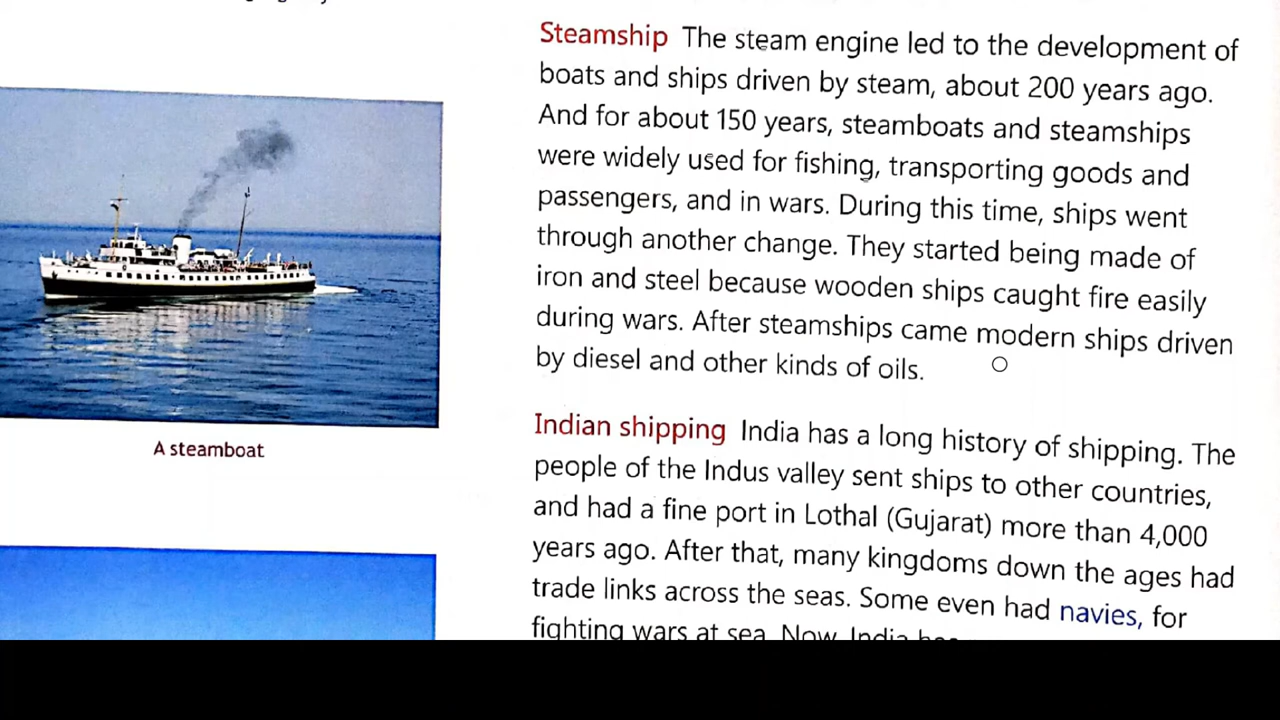 Steamship The steam engine led to the development of
boats and ships driven by steam, about 200 years ago.
And for about 150 years, steamboats and steamships
were widely used for fishing, transporting goods and
passengers, and in wars. During this time, ships went
through another change. They started being made of
iron and steel because wooden ships caught fire easily
during wars. After steamships came modern ships driven
by diesel and other kinds of oils.
A steamboat
Indian shipping India has a long history of shipping. The
people of the Indus valley sent ships to other countries,
and had a fine port in Lothal (Gujarat) more than 4,000
years ago. After that, many kingdoms down the ages had
trade links across the seas. Some even had navies, for
fighting wars at sea. Now, India has